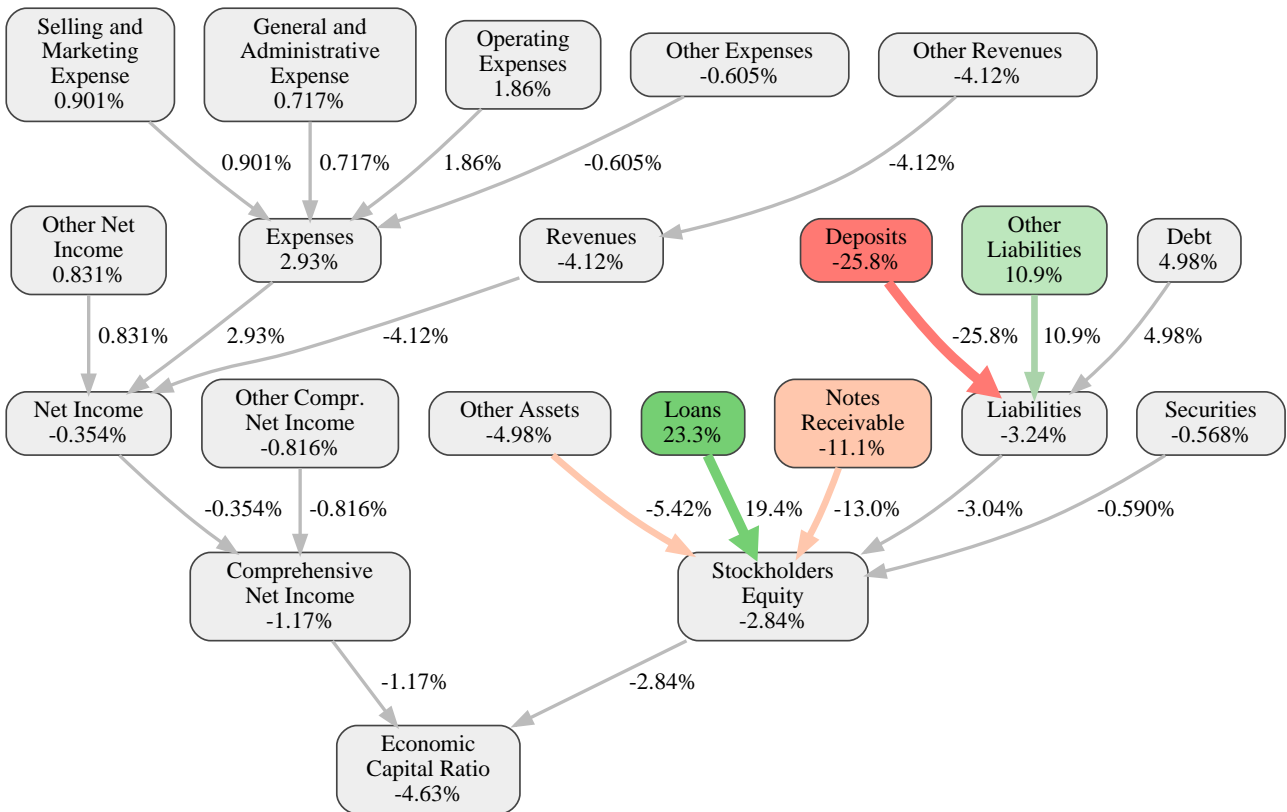 Selling and
Marketing
Expense
0.901%
General and
Administrative
Expense
0.717%
Operating
Expenses
1.86%
Other Expenses
-0.605%
Other Revenues
-4.12%
0.901%
0.717%
1.86%
-0.605%
-4.12%
Other Net
Income
0.831%
Expenses
2.93%
Revenues
-4.12%
Deposits
-25.8%
Other
Liabilities
10.9%
Debt
4.98%
0.831%
2.93%
-4.12%
-25.8%
10.9%
4.98%
Net Income
-0.354%
Other Compr.
Net Income
-0.816%
Other Assets
-4.98%
Loans
23.3%
Notes
Receivable
-11.1%
Liabilities
-3.24%
Securities
-0.568%
-0.354%
-0.816%
-5.42%
19.4%
-13.0%
-3.04%
-0.590%
Comprehensive
Net Income
-1.17%
Stockholders
Equity
-2.84%
-1.17%
-2.84%
Economic
Capital Ratio
-4.63%